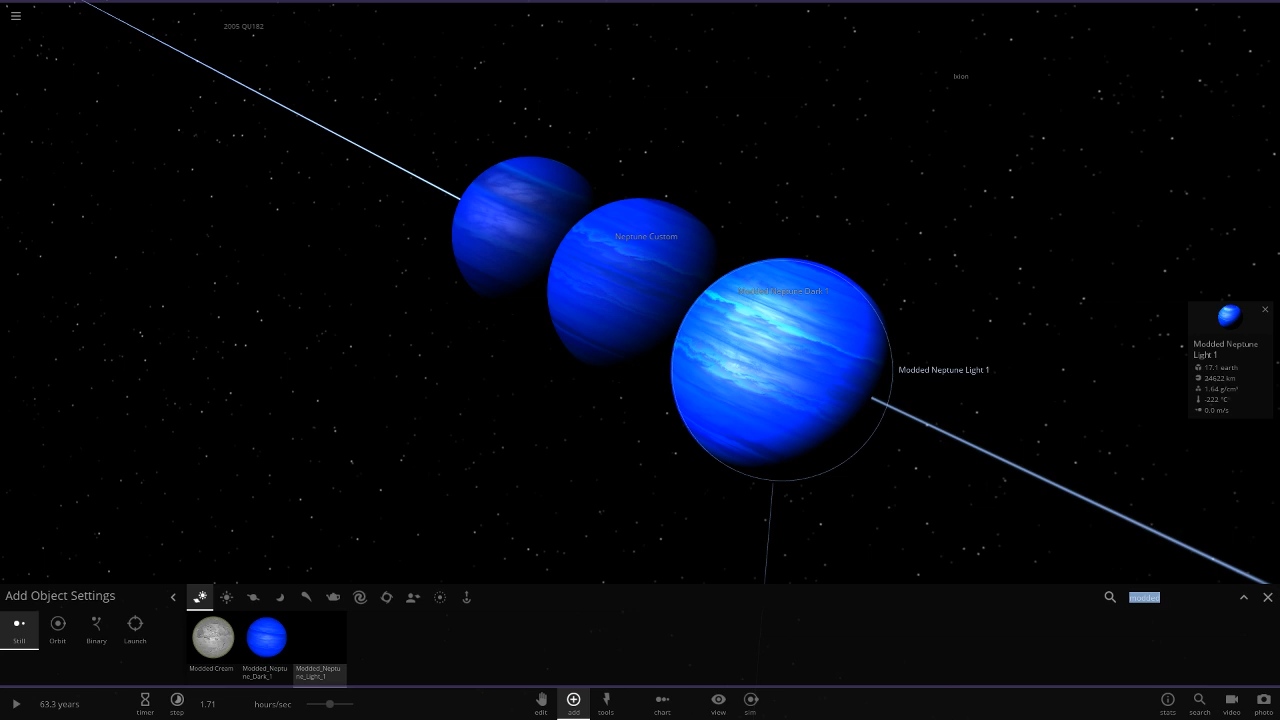 2005 QU182
Ixion
Neptune Custom
Modded Neptune Dark 1
Modded Neptune Light 1
Modded Neptune
Light 1
17.1 earth
24622 km
1.64 g/cm³
-222 °C
0.0 m/s
Add Object Settings
modded
Still
Orbit
Binary
Launch
Modded Cream
Modded_Neptu
ne_Dark_1
Modded_Neptu
ne_Light_1
63.3 years
timer
step
1.71
hours/sec
edit
add
tools
chart
view
sim
stats
search
video
photo